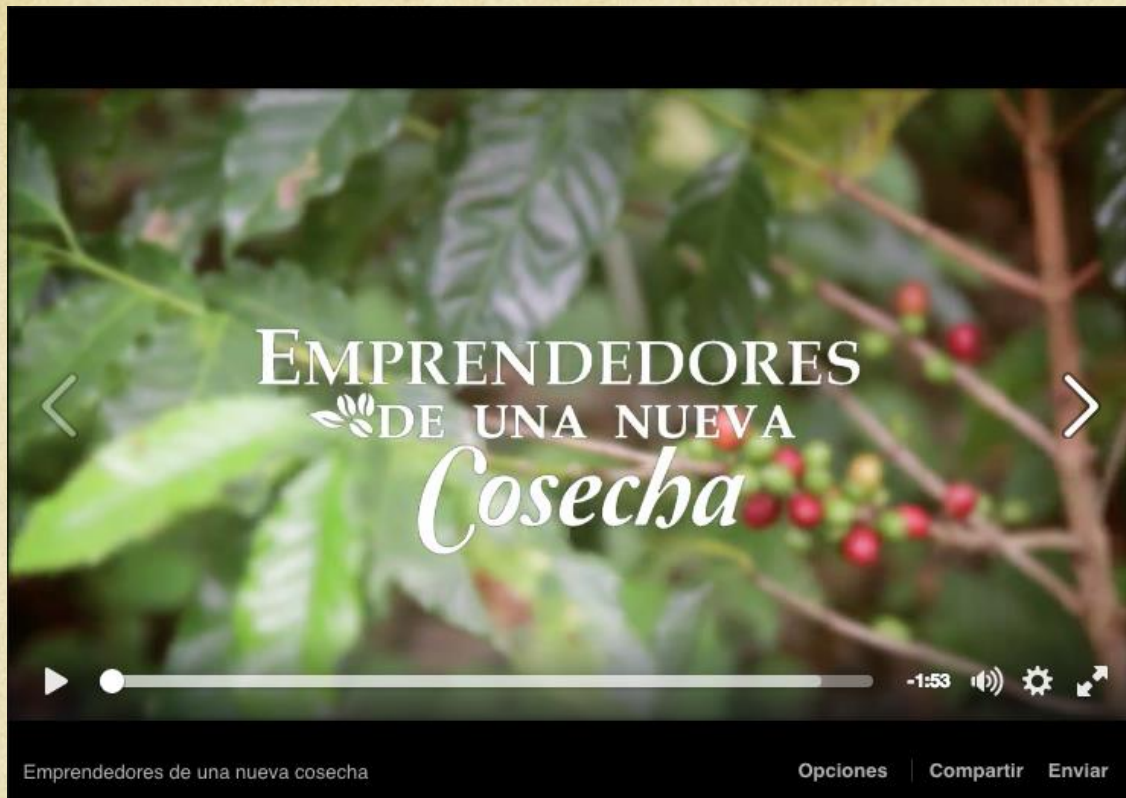 EMPRENDEDORES
DE UNA NUEVA
Cosecha
-1:53
Emprendedores de una nueva cosecha
Opciones
Compartir
Enviar